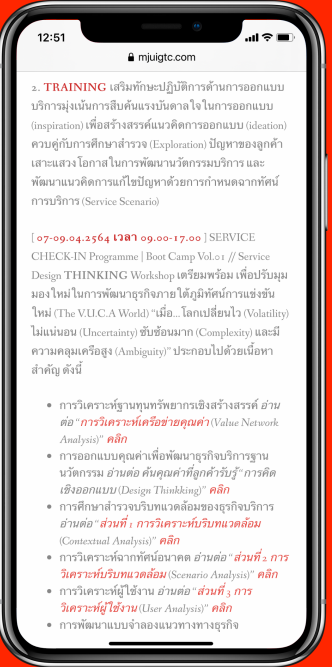 12:51
mjuigtc.com
2. TRAINING เสริมทักษะปฏิบัติการด้านการออกแบบ
บริการมุ่งเน้นการสืบค้นแรงบันดาลใจในการออกแบบ
(inspiration) เพื่อสร้างสรรค์แนวคิดการออกแบบ (ideation)
ควบคู่กับการศึกษาสำรวจ (Exploration) ปัญหาของลูกค้า
เสาะแสวงโอกาสในการพัฒนานวัตกรรมบริการ และ
พัฒนาแนวคิดการแก้ไขปัญหาด้วยการกำหนดฉากทัศน์
การบริการ (Service Scenario)
[ 07-09.04.2564 เวลา 09.00-17.00 ] SERVICE
CHECK-IN Programme | Boot Camp Vol.01 // Service
Design THINKING Workshop เตรียมพร้อม เพื่อปรับมุม
มองใหม่ในการพัฒนาธุรกิจภายใต้ภูมิทัศน์การแข่งขัน
ใหม่ (The V.U.C.A World) “เมื่อ...โลกเปลี่ยนไว (Volatility)
ไม่แน่นอน (Uncertainty) ซับซ้อนมาก (Complexity) และมี
ความคลุมเครือสูง (Ambiguity)” ประกอบไปด้วยเนื้อหา
สำคัญ ดังนี้
• การวิเคราะห์ฐานทุนทรัพยากรเชิงสร้างสรรค์ อ่าน
ต่อ “การวิเคราะห์เครือข่ายคุณค่า (Value Network
Analysis)” คลิก
• การออกแบบคุณค่าเพื่อพัฒนาธุรกิจบริการฐาน
นวัตกรรม อ่านต่อ ค้นคุณค่าที่ลูกค้ารับรู้ “การคิด
เชิงออกแบบ (Design Thinkking)” คลิก
• การศึกษาสำรวจบริบทแวดล้อมของธุรกิจบริการ
อ่านต่อ “ส่วนที่ 1 การวิเคราะห์บริบทแวดล้อม
(Contextual Analysis)” คลิก
• การวิเคราะห์ฉากทัศน์อนาคต อ่านต่อ “ส่วนที่ 2 การ
วิเคราะห์บริบทแวดล้อม (Scenario Analysis)” คลิก
• การวิเคราะห์ผู้ใช้งาน อ่านต่อ “ส่วนที่ 3 การ
วิเคราะห์ผู้ใช้งาน (User Analysis)” คลิก
• การพัฒนาแบบจำลองแนวทางทางธุรกิจ